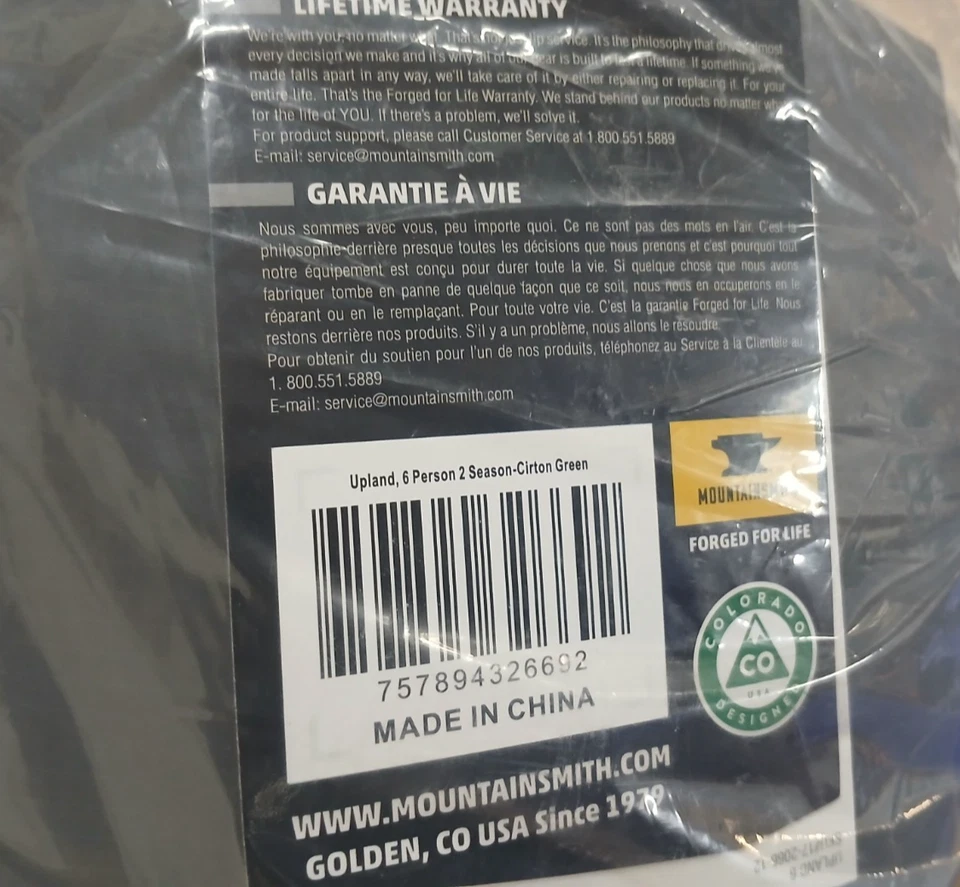 LIFETIME WARRANTY
We're with you, no matter service. It's the philosophy that almost
every decision we make and it's why all of our gear is built to a lifetime. If something we've
made falls apart in any way, we'll take care of it by either repairing or replacing it. For your
entire life. That's the Forged for Life Warranty. We stand behind our products no matter
for the life of YOU. If there's a problem, we'll solve it.
For product support, please call Customer Service at 1.800.551.5889
E-mail: service@mountainsmith.com
GARANTIE À VIE
Nous sommes avec vous, peu importe quoi. Ce ne sont pas des mots en l'air. C'est la
philosophie derrière presque toutes les décisions que nous prenons et c'est pourquoi tout
notre équipement est conçu pour durer toute la vie. Si quelque chose que nous avons
fabriquer tombe en panne de quelque façon que ce soit, nous nous en occuperons en le
réparant ou en le remplaçant. Pour toute votre vie. C'est la garantie Forged for Life. Nous
restons derrière nos produits. S'il y a un problème, nous allons le résoudre.
Pour obtenir du soutien pour l'un de nos produits, téléphonez au Service à la Clientèle au
1. 800.551.5889
E-mail: service@mountainsmith.com
Upland, 6 Person 2 Season-Cirton Green
757894326692
MADE IN CHINA
MOUNTAINSMITH
FORGED FOR LIFE
COLORADO
CO
USA
DESIGNED
WWW.MOUNTAINSMITH.COM
GOLDEN, CO USA Since 1979
UPLAND 6